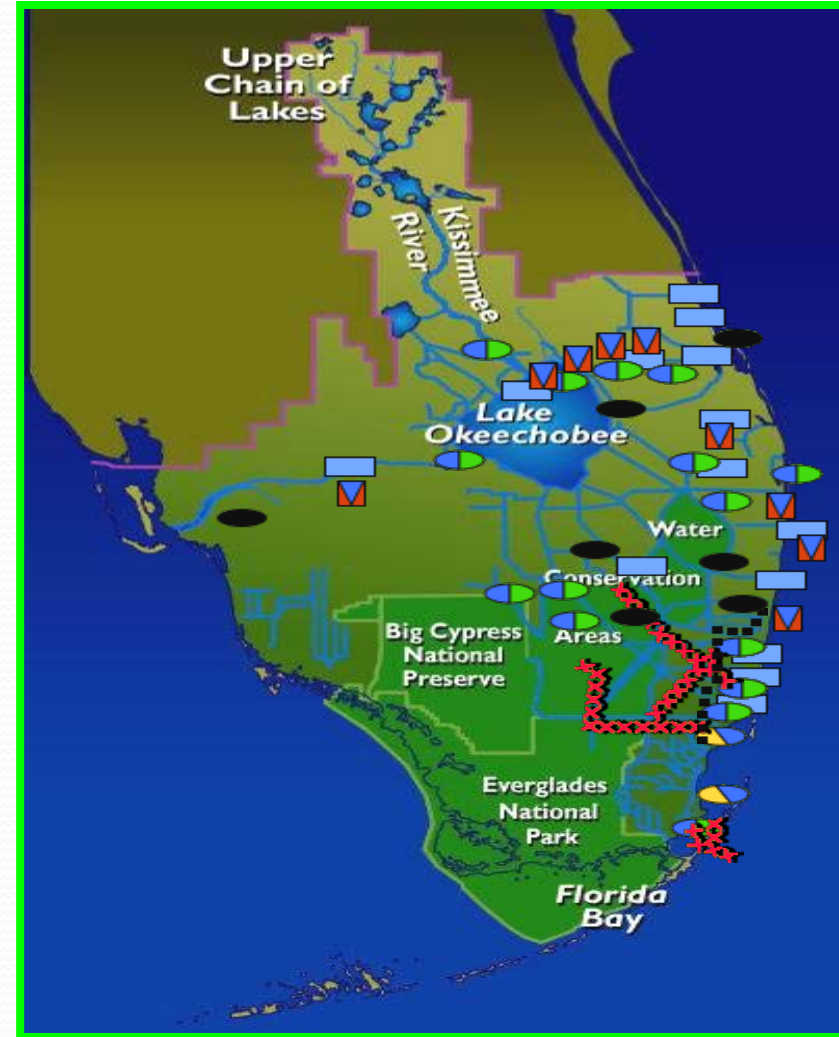 Upper
Chain of
Lakes
Kissimmee
River
Lake
Okeechobee
Water
Conservation
Areas
Big Cypress
National
Preserve
Everglades
National
Park
Florida
Bay